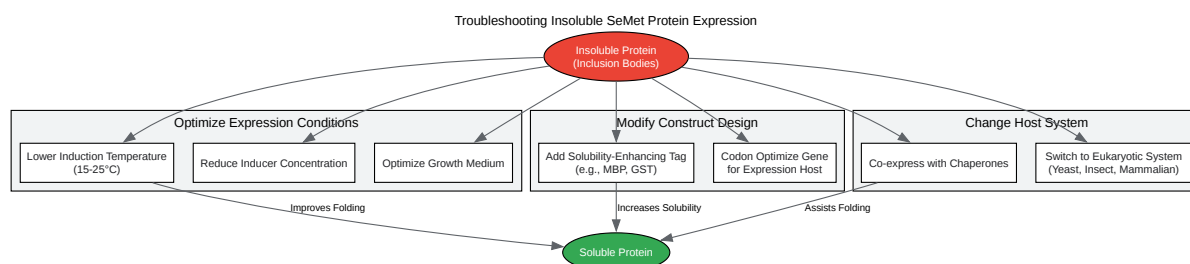 Troubleshooting Insoluble SeMet Protein Expression
Insoluble Protein
(Inclusion Bodies)
Optimize Expression Conditions
Modify Construct Design
Change Host System
Lower Induction Temperature
(15-25°C)
Reduce Inducer Concentration
Optimize Growth Medium
Add Solubility-Enhancing Tag
(e.g., MBP, GST)
Codon Optimize Gene
for Expression Host
Co-express with Chaperones
Switch to Eukaryotic System
(Yeast, Insect, Mammalian)
Improves Folding
Increases Solubility
Assists Folding
Soluble Protein